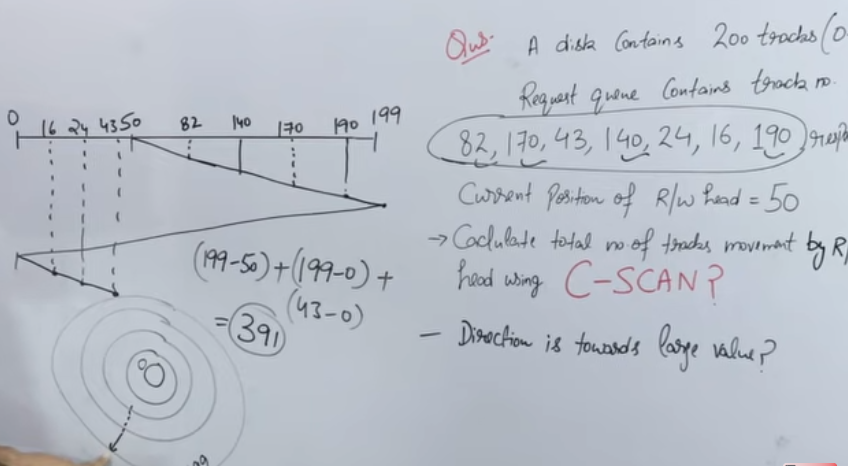 Qus. A disk Contains 200 tracks (0
Request queue Contains track no.
82, 170, 43, 140, 24, 16, 190
Current Position of R/w head = 50
→ Caclulate total no. of tracks movement by R/
head using C-SCAN?
- Direction is towards large value?
0 16 24 43 50 82 140 170 190 199
(199-50)+(199-0)+
(43-0)
= 391